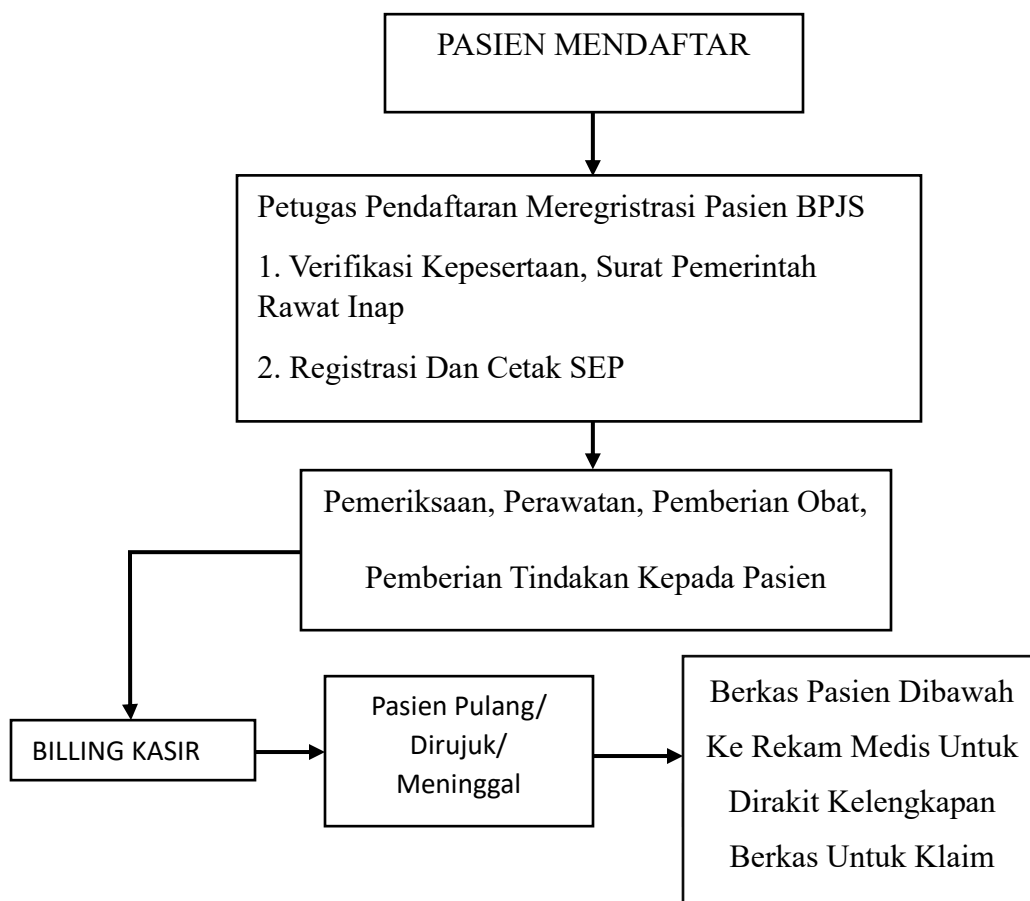 PASIEN MENDAFTAR
Petugas Pendaftaran Meregristrasi Pasien BPJS
1. Verifikasi Kepesertaan, Surat Pemerintah
Rawat Inap
2. Registrasi Dan Cetak SEP
Pemeriksaan, Perawatan, Pemberian Obat,
Pemberian Tindakan Kepada Pasien
BILLING KASIR
Pasien Pulang/
Dirujuk/
Meninggal
Berkas Pasien Dibawah
Ke Rekam Medis Untuk
Dirakit Kelengkapan
Berkas Untuk Klaim